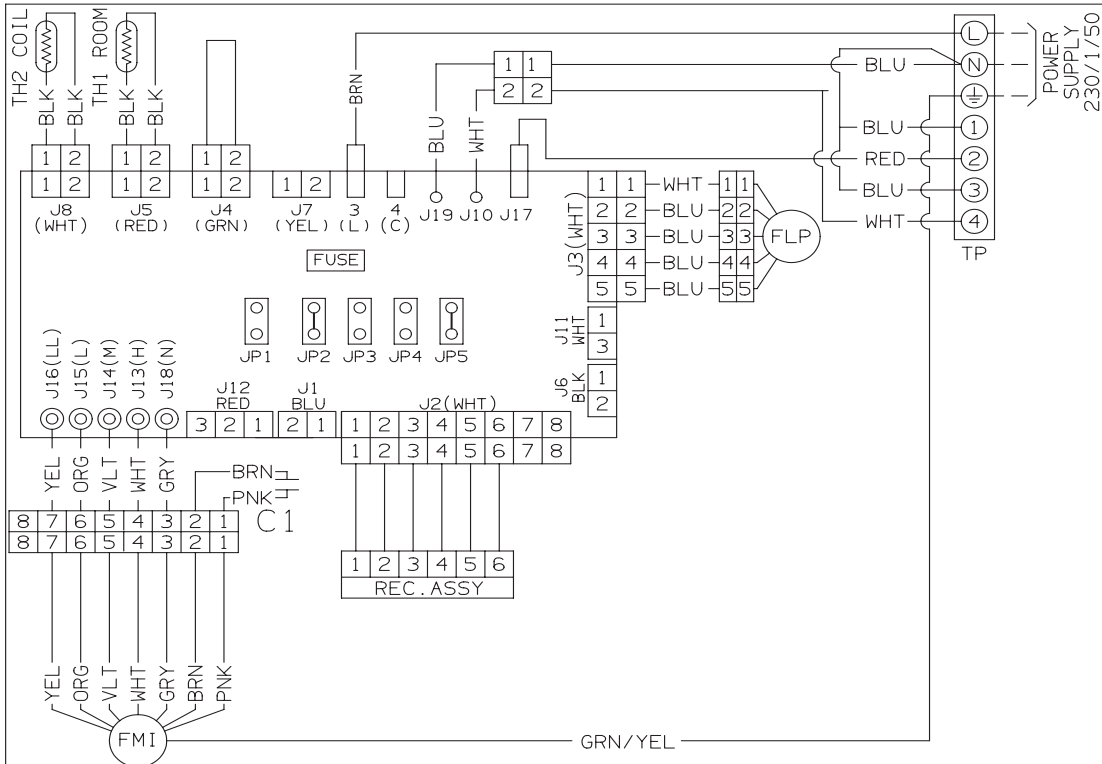 TH2 COIL
TH1 ROOM
BLK
BLK
BLK
BLK
BRN
BLU
WHT
1 1
2 2
BLU
L
N
POWER
SUPPLY
230/1/50
BLU
1
RED
2
BLU
3
WHT
4
TP
1 2
1 2
1 2
1 2
1 2
1 2
1 2
J8
(WHT)
J5
(RED)
J4
(GRN)
J7
(YEL)
3
(L)
4
(C)
J19
J10
J17
J3(WHT)
1 1 WHT 1 1
2 2 BLU 2 2
3 3 BLU 3 3
4 4 BLU 4 4
5 5 BLU 5 5
FLP
FUSE
JP1
JP2
JP3
JP4
JP5
J11
WHT
1
3
J6
BLK
1
2
J16(LL)
J15(L)
J14(M)
J13(H)
J18(N)
J12
RED
3 2 1
J1
BLU
2 1
J2(WHT)
1 2 3 4 5 6 7 8
1 2 3 4 5 6 7 8
YEL
ORG
VLT
WHT
GRY
BRN
PNK
C1
8 7 6 5 4 3 2 1
8 7 6 5 4 3 2 1
1 2 3 4 5 6
REC.ASSY
YEL
ORG
VLT
WHT
GRY
BRN
PNK
FMI
GRN/YEL